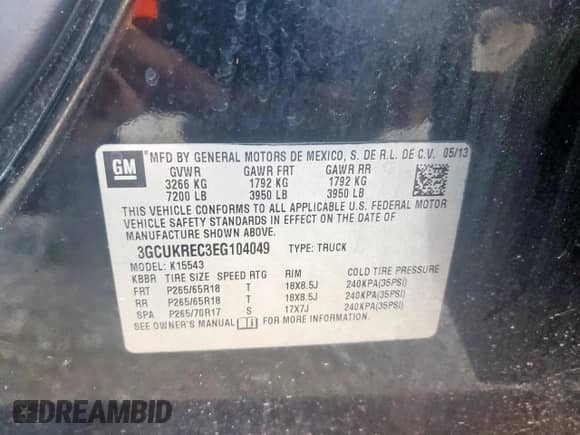 GM
MFD BY GENERAL MOTORS DE MEXICO, S. DE R.L. DE C.V. 05/13
GVWR GAWR FRT GAWR RR
3266 KG 1792 KG 1792 KG
7200 LB 3950 LB 3950 LB
THIS VEHICLE CONFORMS TO ALL APPLICABLE U.S. FEDERAL MOTOR
VEHICLE SAFETY STANDARDS IN EFFECT ON THE DATE OF
MANUFACTURE SHOWN ABOVE.
3GCUKREC3EG104049 TYPE: TRUCK
MODEL: K15543
KBBR TIRE SIZE SPEED RTG RIM COLD TIRE PRESSURE
FRT P265/65R18 T 18X8.5J 240KPA(35PSI)
RR P265/65R18 T 18X8.5J 240KPA(35PSI)
SPA P265/70R17 S 17X7J 240KPA(35PSI)
SEE OWNER'S MANUAL FOR MORE INFORMATION.
DREAMBID